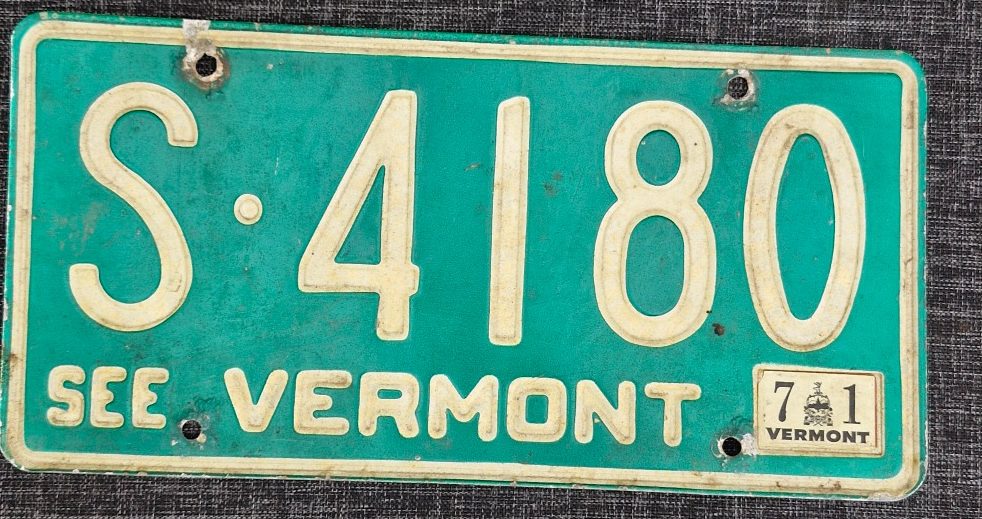 S·4180
SEE VERMONT
7 1
VERMONT